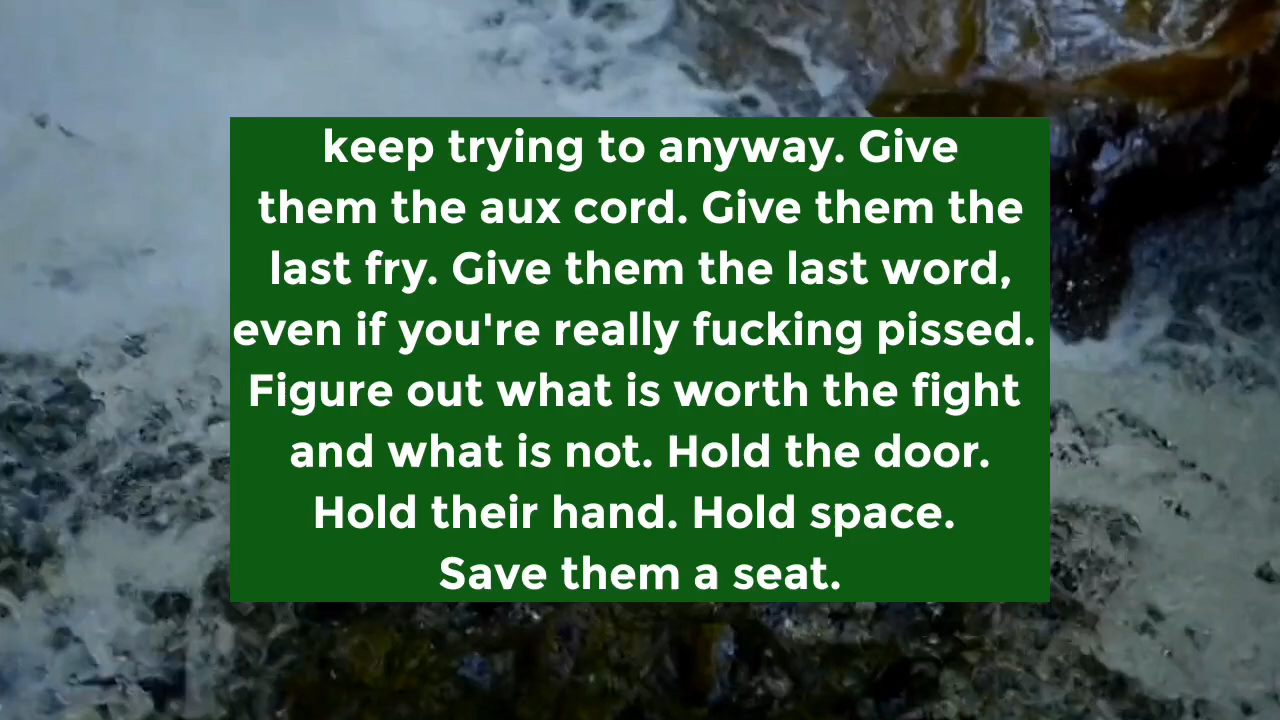 keep trying to anyway. Give
them the aux cord. Give them the
last fry. Give them the last word,
even if you're really fucking pissed.
Figure out what is worth the fight
and what is not. Hold the door.
Hold their hand. Hold space.
Save them a seat.